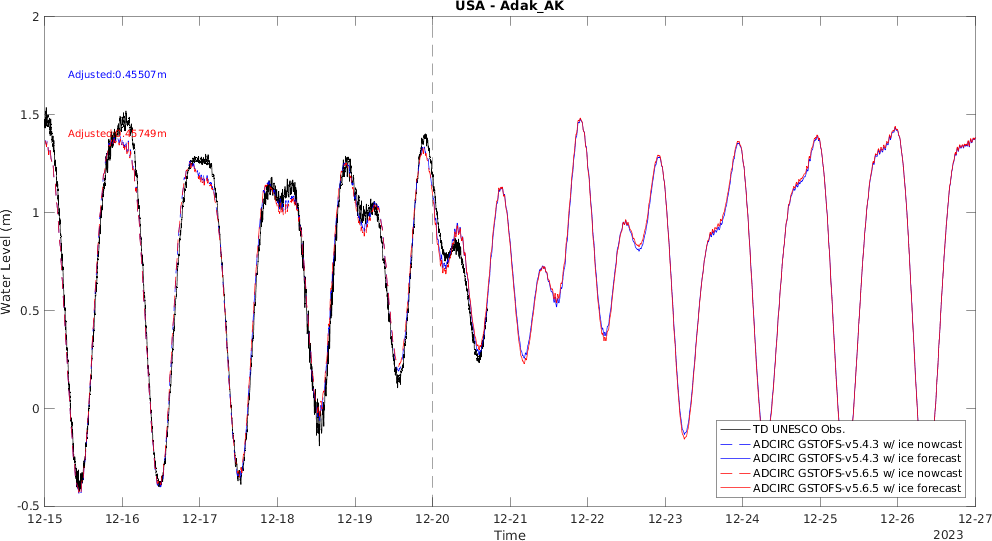 USA - Adak_AK
2
Adjusted:0.45507m
1.5
Adjusted:0.45749m
1
0.5
0
-0.5
Water Level (m)
TD UNESCO Obs.
ADCIRC GSTOFS-v5.4.3 w/ ice nowcast
ADCIRC GSTOFS-v5.4.3 w/ ice forecast
ADCIRC GSTOFS-v5.6.5 w/ ice nowcast
ADCIRC GSTOFS-v5.6.5 w/ ice forecast
12-15 12-16 12-17 12-18 12-19 12-20 12-21 12-22 12-23 12-24 12-25 12-26 12-27
Time
2023